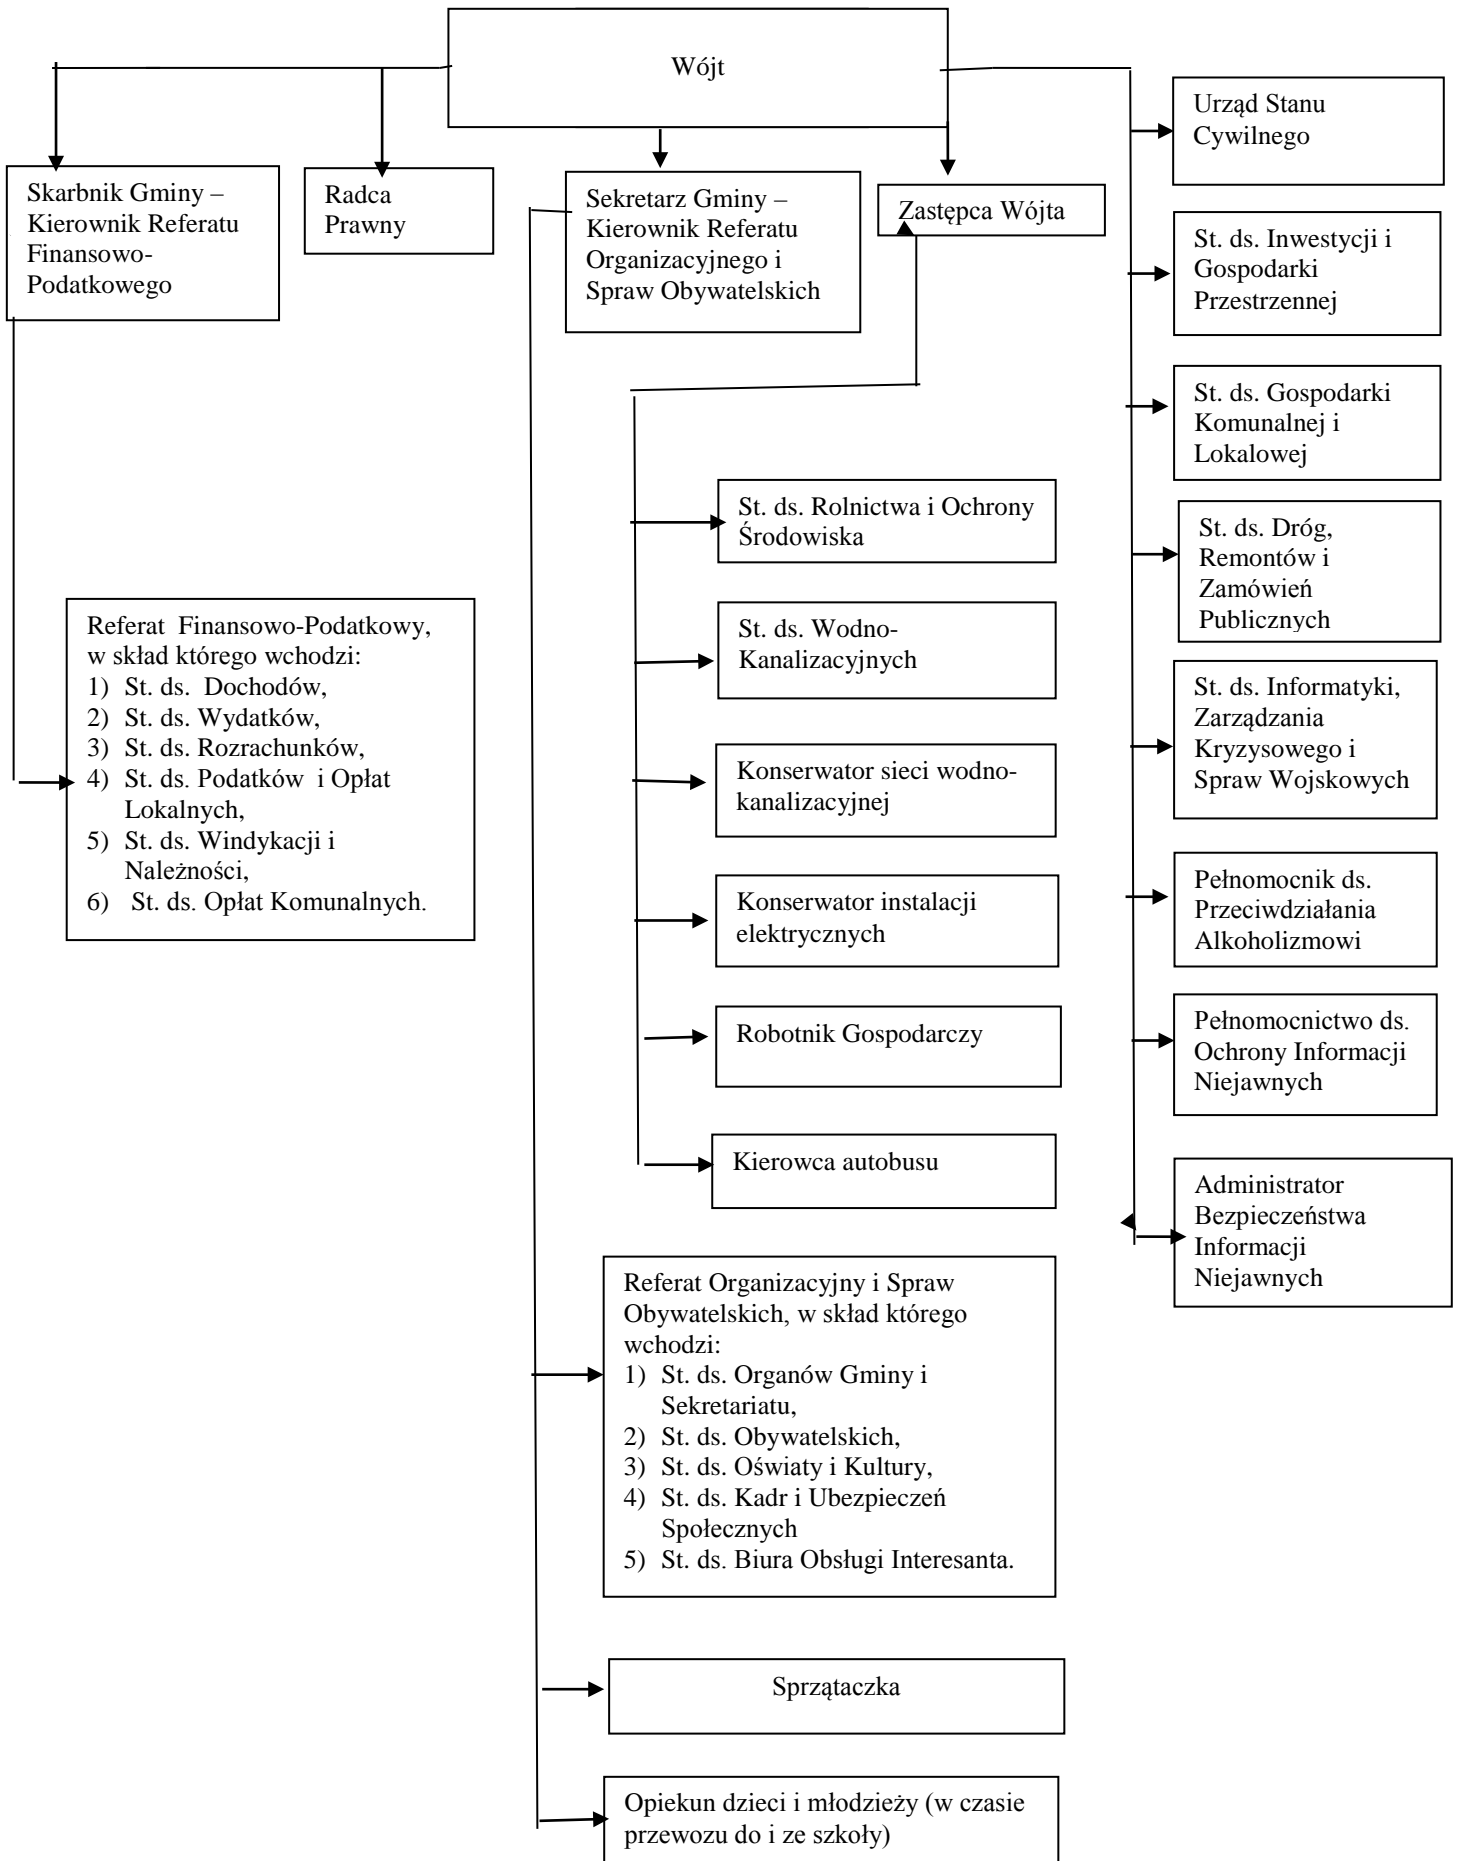 Wójt
Urząd Stanu
Cywilnego
Skarbnik Gminy –
Kierownik Referatu
Finansowo-
Podatkowego
Radca
Prawny
Sekretarz Gminy –
Kierownik Referatu
Organizacyjnego i
Spraw Obywatelskich
Zastępca Wójta
St. ds. Inwestycji i
Gospodarki
Przestrzennej
St. ds. Gospodarki
Komunalnej i
Lokalowej
St. ds. Rolnictwa i Ochrony
Środowiska
St. ds. Dróg,
Remontów i
Zamówień
Publicznych
Referat  Finansowo-Podatkowy,
w skład którego wchodzi:
1) St. ds.  Dochodów,
2) St. ds. Wydatków,
3) St. ds. Rozrachunków,
4) St. ds. Podatków  i Opłat
Lokalnych,
5) St. ds. Windykacji i
Należności,
6)  St. ds. Opłat Komunalnych.
St. ds. Wodno-
Kanalizacyjnych
St. ds. Informatyki,
Zarządzania
Kryzysowego i
Spraw Wojskowych
Konserwator sieci wodno-
kanalizacyjnej
Pełnomocnik ds.
Przeciwdziałania
Alkoholizmowi
Konserwator instalacji
elektrycznych
Pełnomocnictwo ds.
Ochrony Informacji
Niejawnych
Robotnik Gospodarczy
Kierowca autobusu
Administrator
Bezpieczeństwa
Informacji
Niejawnych
Referat Organizacyjny i Spraw
Obywatelskich, w skład którego
wchodzi:
1) St. ds. Organów Gminy i
Sekretariatu,
2) St. ds. Obywatelskich,
3) St. ds. Oświaty i Kultury,
4) St. ds. Kadr i Ubezpieczeń
Społecznych
5) St. ds. Biura Obsługi Interesanta.
Sprzątaczka
Opiekun dzieci i młodzieży (w czasie
przewozu do i ze szkoły)